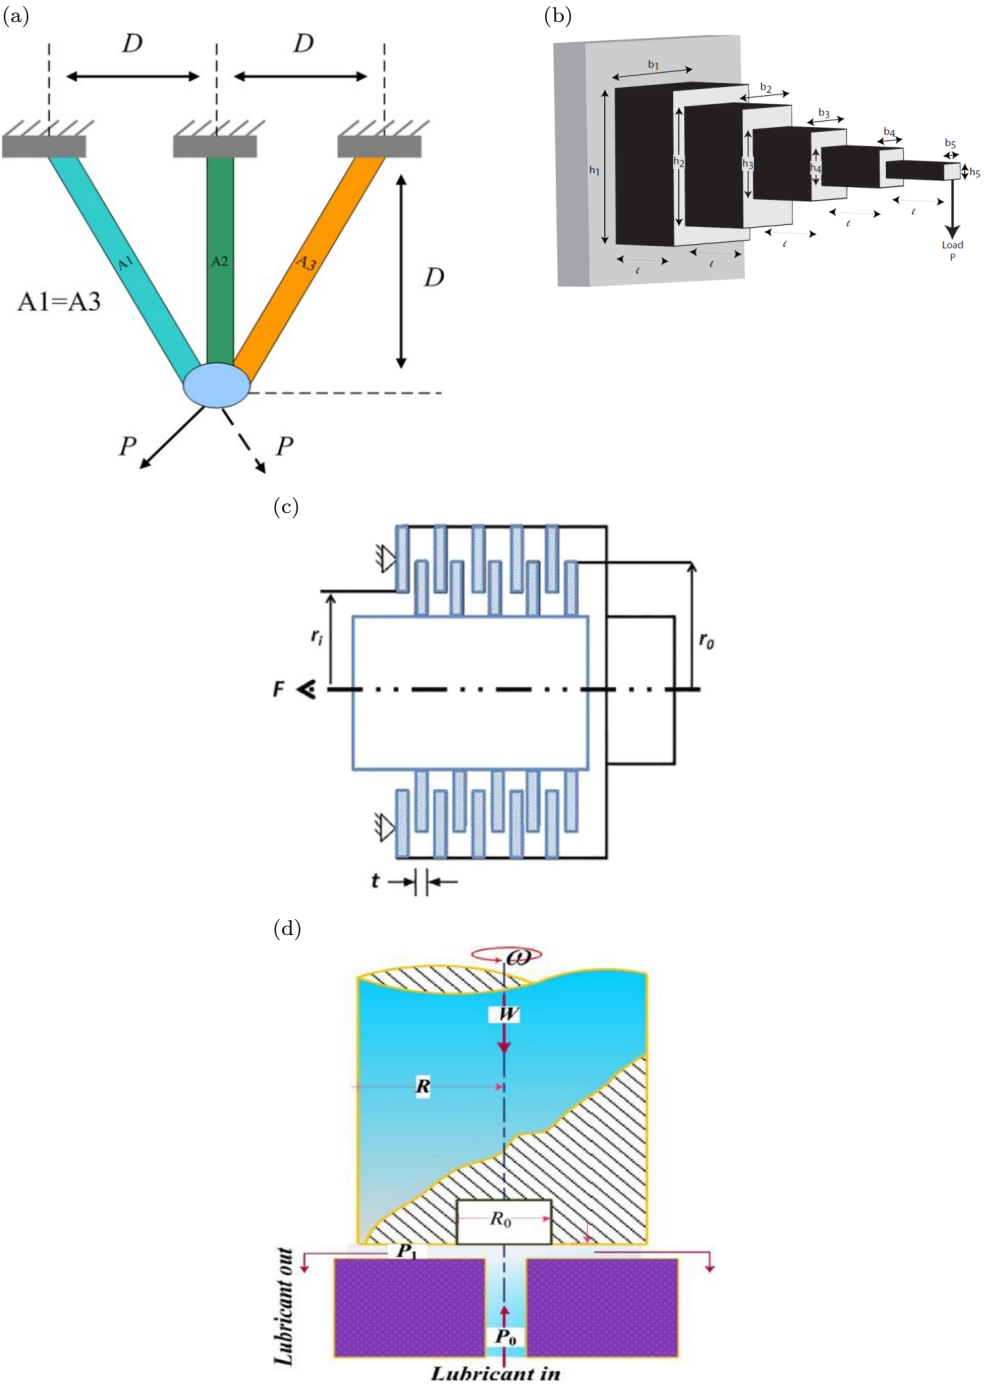 (a)
D
D
A1
A2
A3
D
A1=A3
P
P
(b)
b1
b2
b3
b4
b5
h1
h2
h3
h4
h5
ℓ
ℓ
ℓ
ℓ
ℓ
Load
P
(c)
ri
r0
F
t
(d)
ω
W
R
R0
P1
Lubricant out
P0
Lubricant in